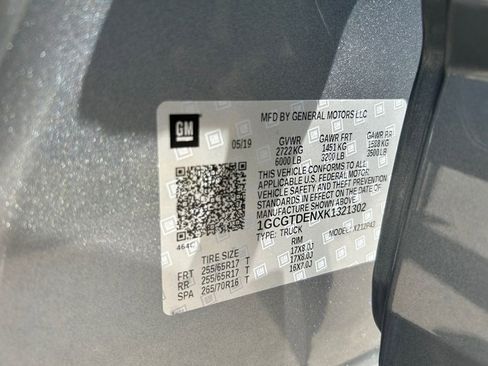 GM
05/19
MFD BY GENERAL MOTORS LLC
GVWR GAWR FRT GAWR RR
2722 KG 1451 KG 1588 KG
6000 LB 3200 LB 3500 LB
THIS VEHICLE CONFORMS TO ALL
APPLICABLE U.S. FEDERAL MOTOR
VEHICLE SAFETY AND THEFT PREVENTION
STANDARDS IN EFFECT ON THE DATE OF
MANUFACTURE SHOWN ABOVE.
1GCGTDENXK1321302
TYPE: TRUCK MODEL:
464C
TIRE SIZE RIM
FRT 255/65R17 T 17X8.0J
RR 255/65R17 T 17X8.0J
SPA 265/70R16 T 16X7.0J